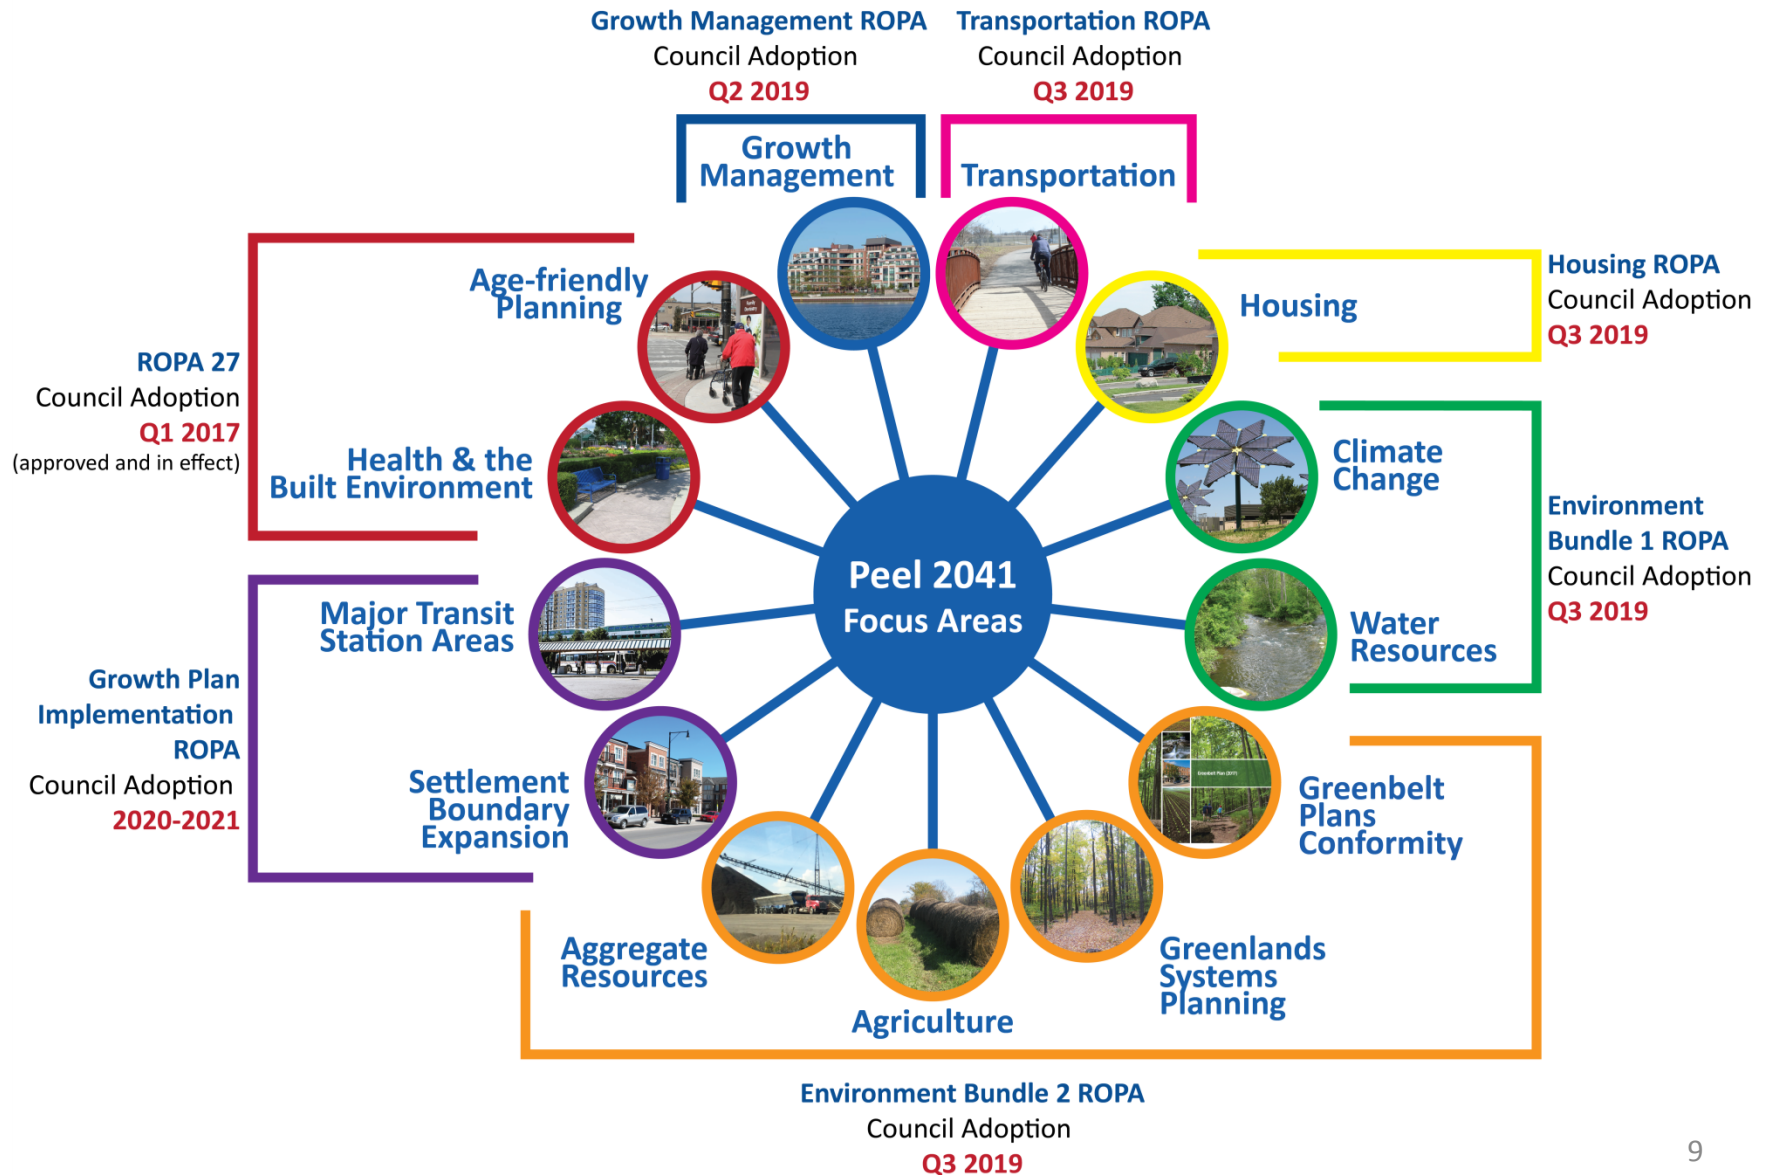 Growth Management ROPA
Council Adoption
Q2 2019
Transportation ROPA
Council Adoption
Q3 2019
Growth
Management
Transportation
Age-friendly
Planning
Housing
Housing ROPA
Council Adoption
Q3 2019
ROPA 27
Council Adoption
Q1 2017
(approved and in effect)
Health & the
Built Environment
Climate
Change
Environment
Bundle 1 ROPA
Council Adoption
Q3 2019
Peel 2041
Focus Areas
Major Transit
Station Areas
Water
Resources
Growth Plan
Implementation
ROPA
Council Adoption
2020-2021
Settlement
Boundary
Expansion
Greenbelt Plan (2017)
Greenbelt
Plans
Conformity
Aggregate
Resources
Agriculture
Greenlands
Systems
Planning
Environment Bundle 2 ROPA
Council Adoption
Q3 2019
9